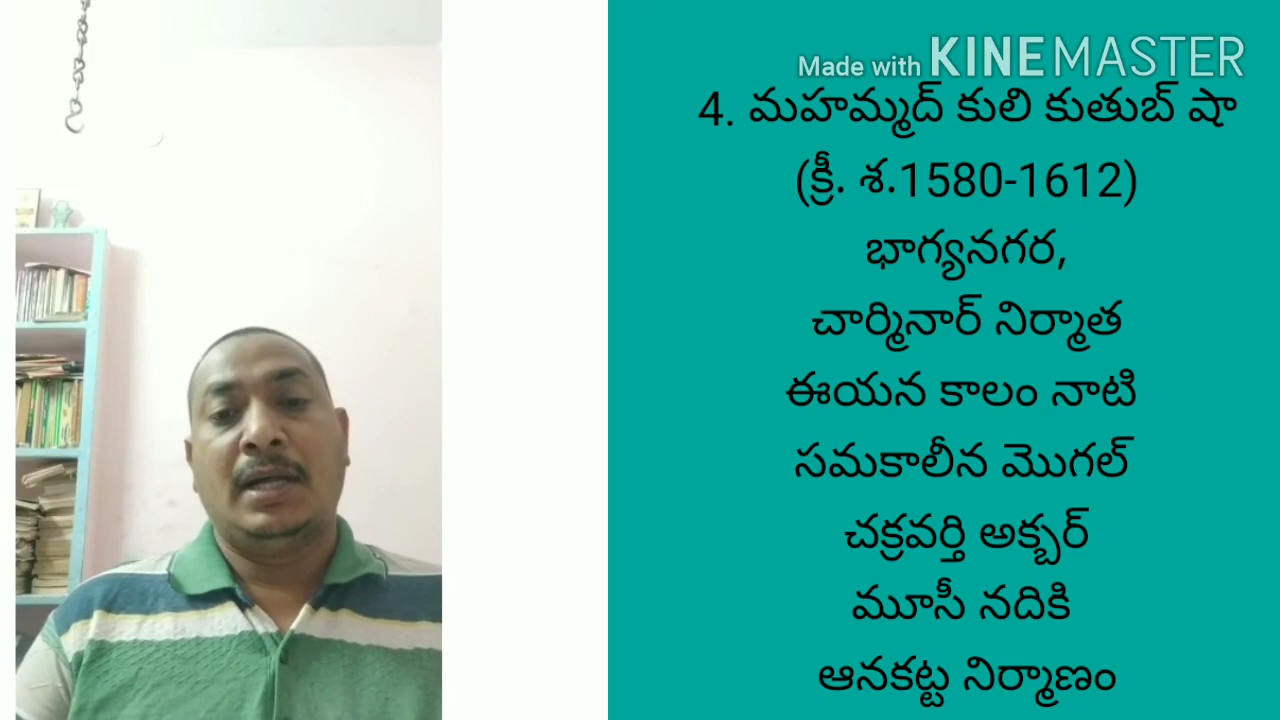 Made with KINEMASTER
4. మహమ్మద్ కులి కుతుబ్ షా
(క్రీ. శ.1580-1612)
భాగ్యనగర,
చార్మినార్ నిర్మాత
ఈయన కాలం నాటి
సమకాలీన మొగల్
చక్రవర్తి అక్బర్
మూసీ నదికి
ఆనకట్ట నిర్మాణం